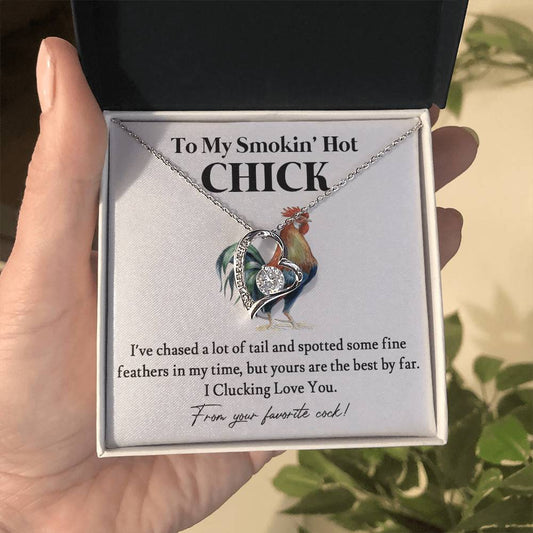 To My Smokin' Hot
CHICK
I've chased a lot of tail and spotted some fine
feathers in my time, but yours are the best by far.
I Clucking Love You.
From your favorite cock!